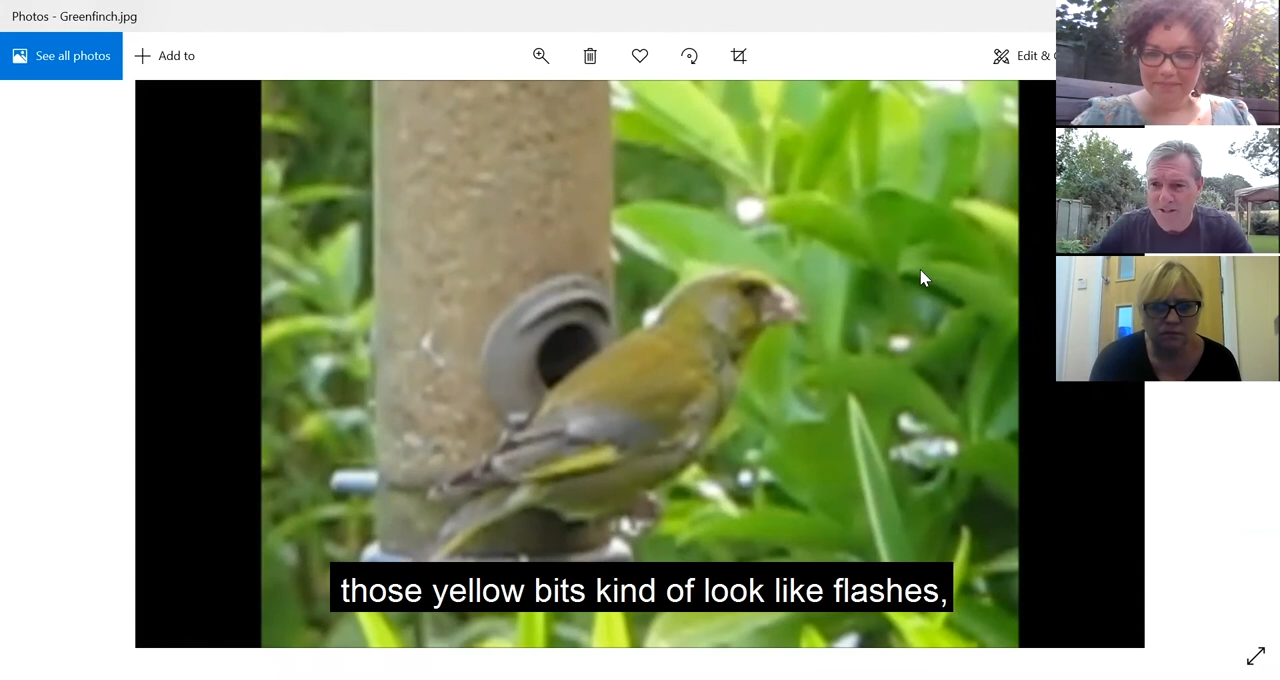 Photos - Greenfinch.jpg
See all photos
Add to
Edit &
those yellow bits kind of look like flashes,